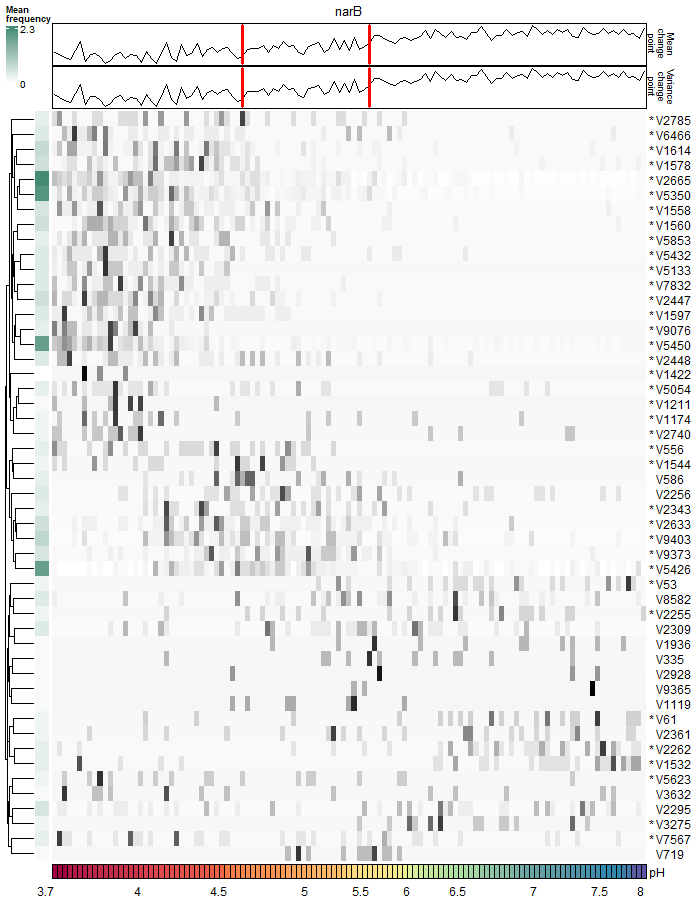 Mean
frequency
2.3
0
narB
Mean
change
point
Variance
change
point
* V2785
* V6466
* V1614
* V1578
* V2665
* V5350
* V1558
* V1560
* V5853
* V5432
* V5133
* V7832
* V2447
* V1597
* V9076
* V5450
* V2448
* V1422
* V5054
* V1211
* V1174
* V2740
* V556
* V1544
V586
V2256
* V2343
* V2633
* V9403
* V9373
* V5426
* V53
V8582
* V2255
V2309
V1936
V335
V2928
V9365
V1119
* V61
V2361
* V2262
* V1532
* V5623
V3632
V2295
* V3275
* V7567
V719
pH
3.7 4 4.5 5 5.5 6 6.5 7 7.5 8